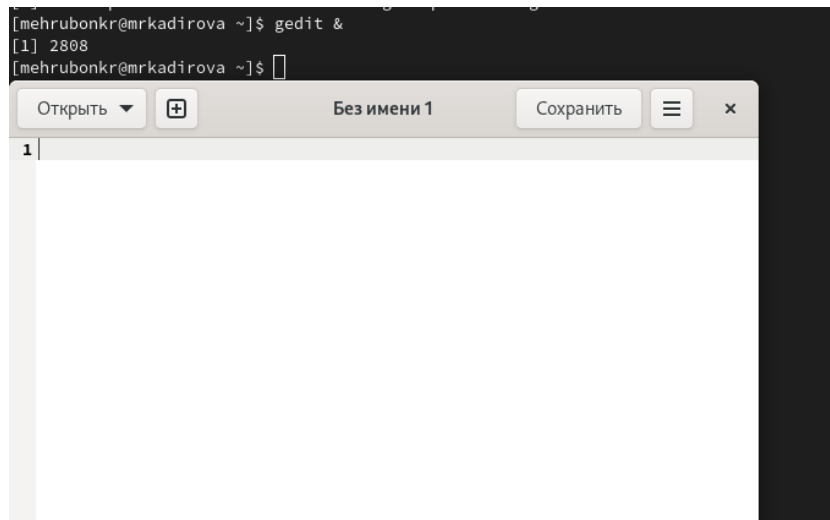 [mehrubonkr@mrkadirova ~]$ gedit &
[1] 2808
[mehrubonkr@mrkadirova ~]$
Открыть Без имени 1 Сохранить
1